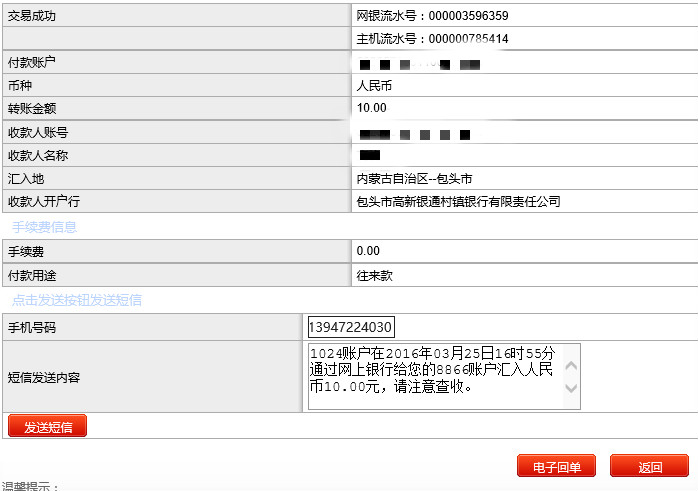 交易成功 网银流水号：000003596359
主机流水号：000000785414
付款账户
币种 人民币
转账金额 10.00
收款人账号
收款人名称
汇入地 内蒙古自治区--包头市
收款人开户行 包头市高新银通村镇银行有限责任公司
手续费信息
手续费 0.00
付款用途 往来款
点击发送按钮发送短信
手机号码 13947224030
短信发送内容
1024账户在2016年03月25日16时55分
通过网上银行给您的8866账户汇入人民
币10.00元，请注意查收。
发送短信
电子回单 返回
温馨提示：